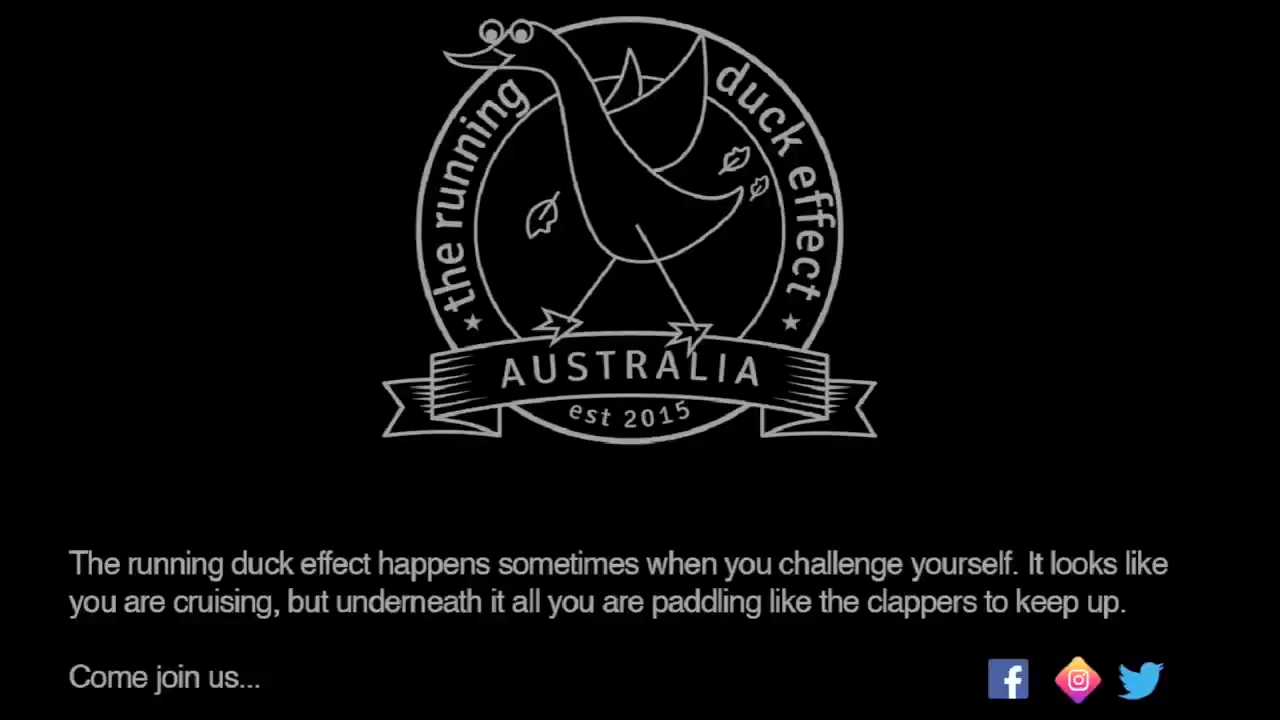 the running duck effect
AUSTRALIA
est 2015
The running duck effect happens sometimes when you challenge yourself. It looks like
you are cruising, but underneath it all you are paddling like the clappers to keep up.
Come join us...